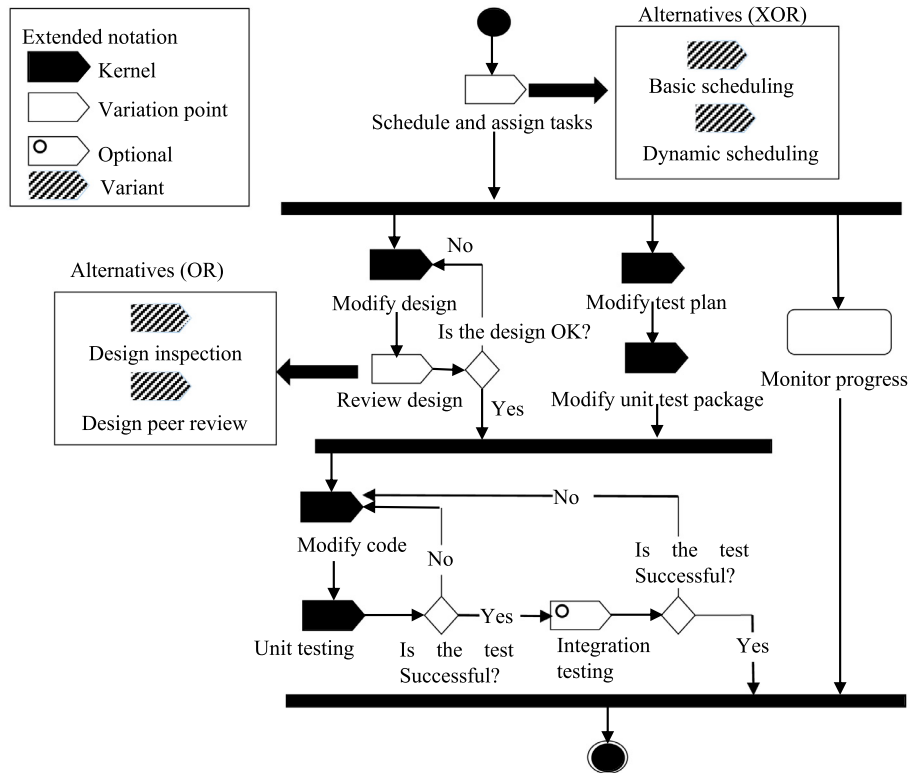 Extended notation
Kernel
Variation point
Optional
Variant
Alternatives (XOR)
Basic scheduling
Dynamic scheduling
Schedule and assign tasks
No
Alternatives (OR)
Modify design
Modify test plan
Is the design OK?
Design inspection
Design peer review
Review design
Yes
Modify unit test package
Monitor progress
No
Modify code
No
Is the test
Successful?
Unit testing
Yes
Is the test
Successful?
Integration
testing
Yes